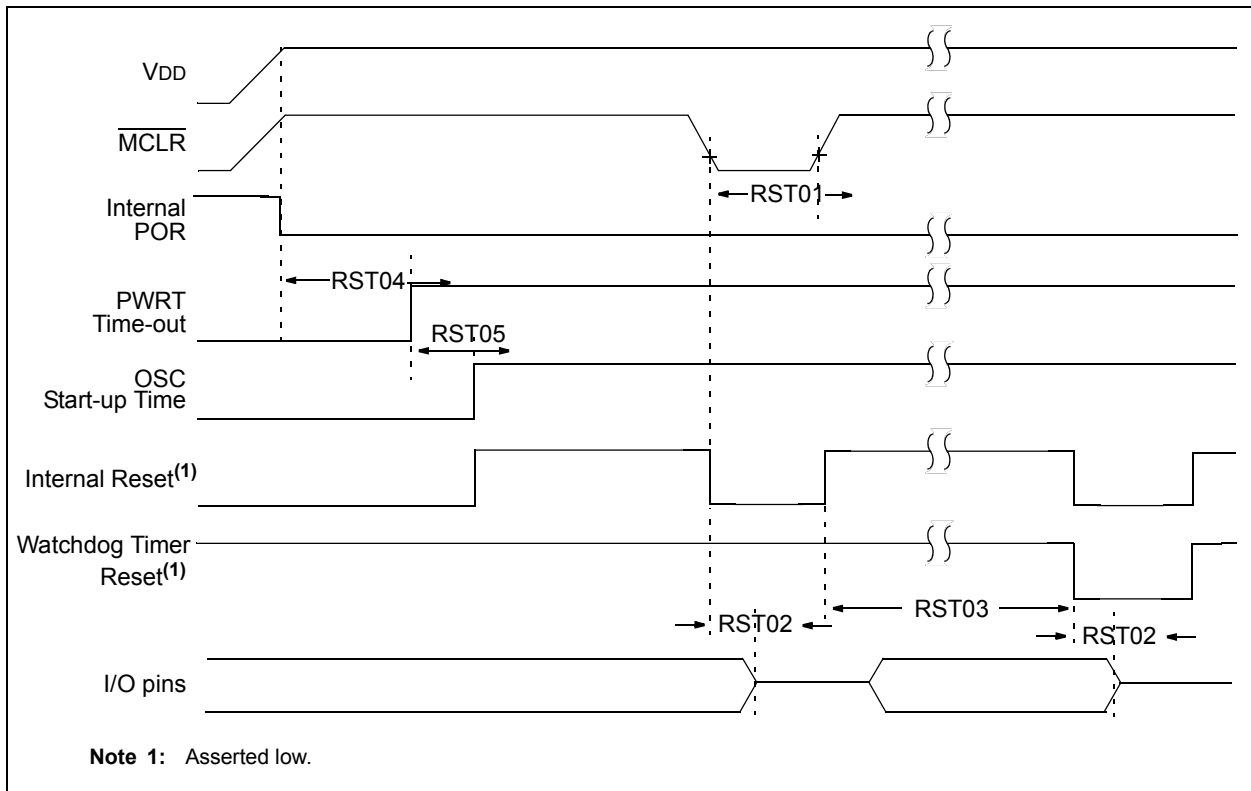 VDD
MCLR
RST01
Internal
POR
RST04
PWRT
Time-out
RST05
OSC
Start-up Time
Internal Reset(1)
Watchdog Timer
Reset(1)
RST03
RST02
RST02
I/O pins
Note 1: Asserted low.